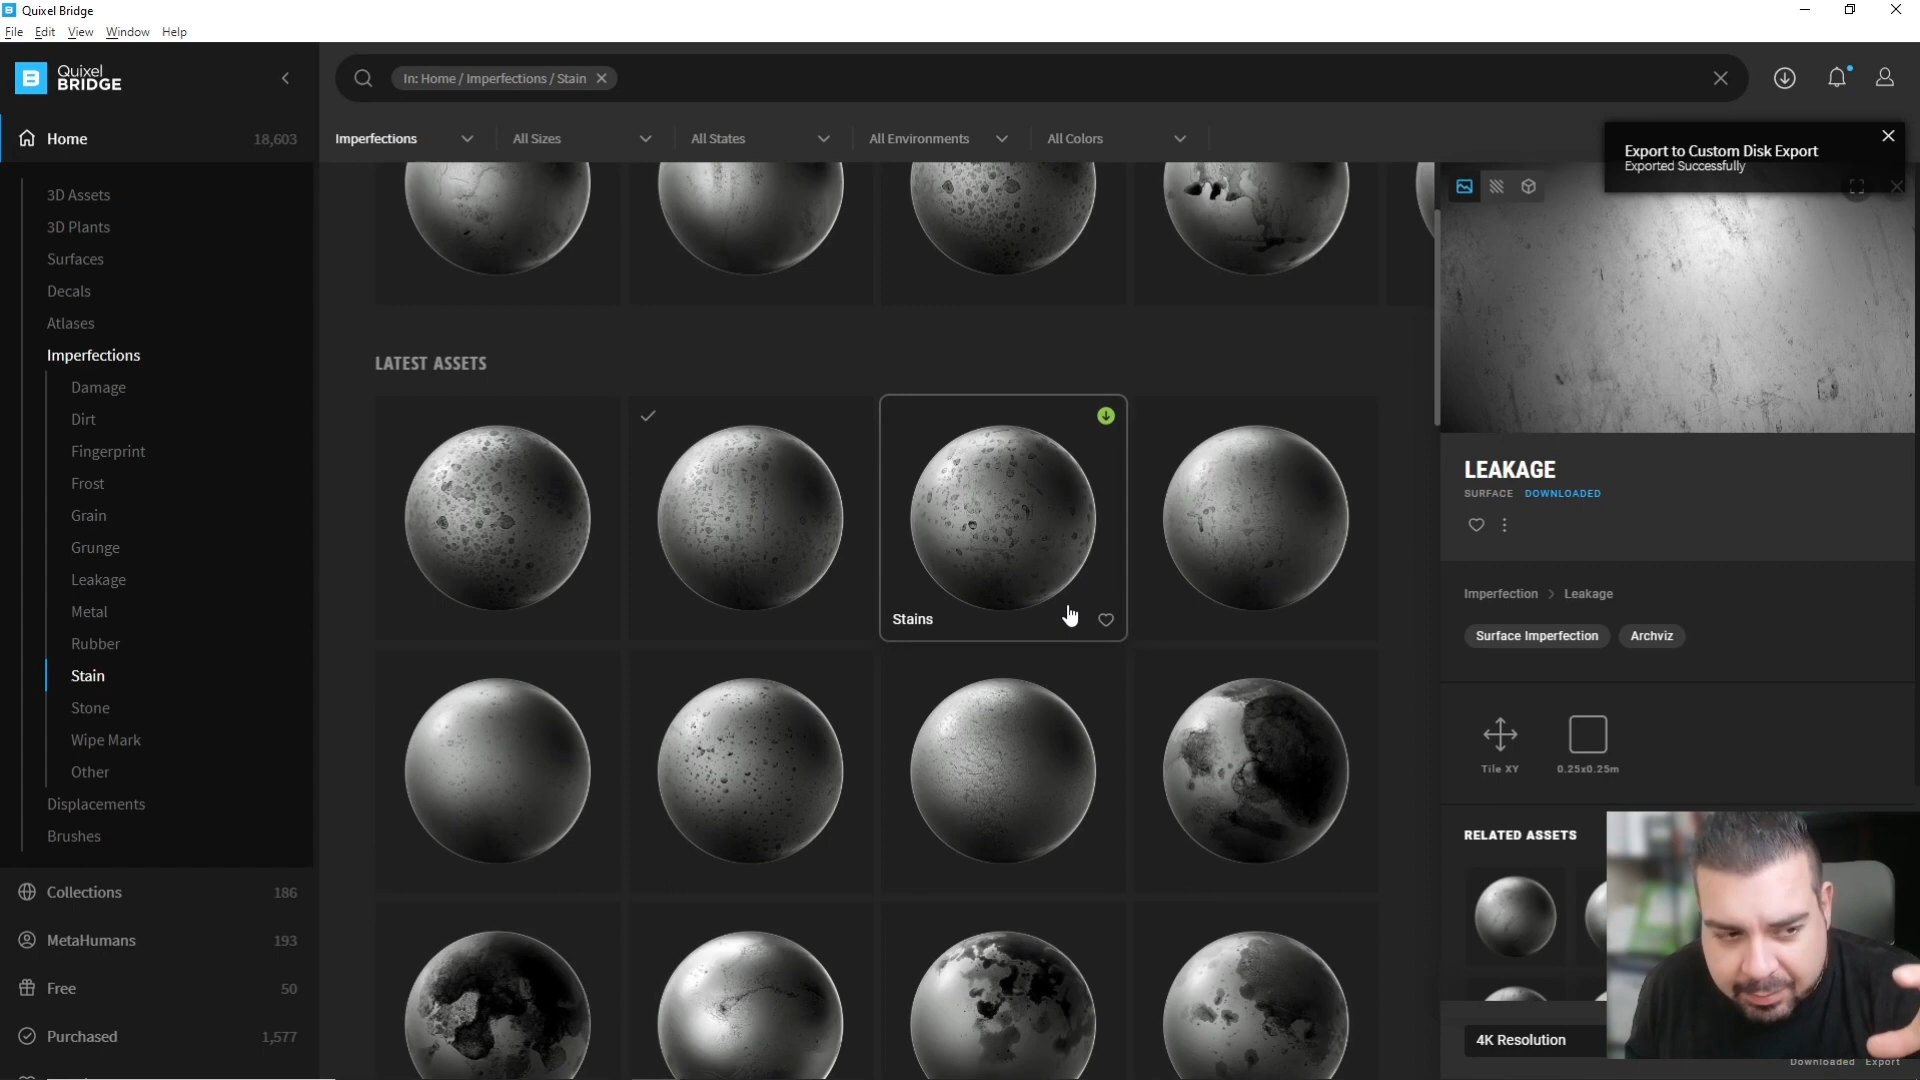 Quixel Bridge
File Edit View Window Help
Quixel
BRIDGE
In: Home / Imperfections / Stain
Home 18,603
Imperfections All Sizes All States All Environments All Colors
Export to Custom Disk Export
Exported Successfully
3D Assets
3D Plants
Surfaces
Decals
Atlases
Imperfections
Damage
Dirt
Fingerprint
Frost
Grain
Grunge
Leakage
Metal
Rubber
Stain
Stone
Wipe Mark
Other
Displacements
Brushes
Collections 186
MetaHumans 193
Free 50
Purchased 1,577
LATEST ASSETS
Stains
LEAKAGE
SURFACE DOWNLOADED
Imperfection > Leakage
Surface Imperfection Archviz
Tile XY 0.25x0.25m
RELATED ASSETS
4K Resolution
Downloaded Export